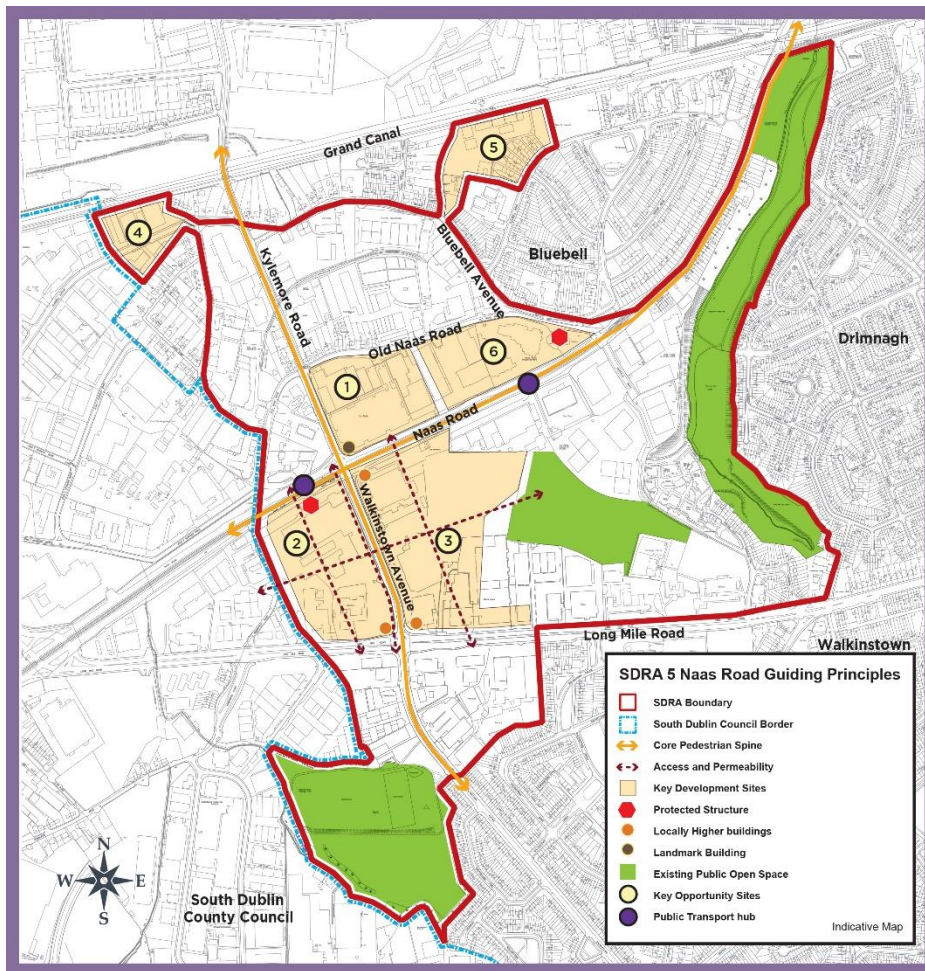 Grand Canal
5
4
Bluebell
Bluebell Avenue
Kylemore Road
Old Naas Road
6
Drimnagh
1
Naas Road
Walkinstown Avenue
2
3
Long Mile Road
Walkinstown
SDRA 5 Naas Road Guiding Principles
SDRA Boundary
South Dublin Council Border
Core Pedestrian Spine
Access and Permeability
Key Development Sites
Protected Structure
Locally Higher buildings
Landmark Building
Existing Public Open Space
Key Opportunity Sites
Public Transport hub
Indicative Map
N
W E
S
South Dublin
County Council